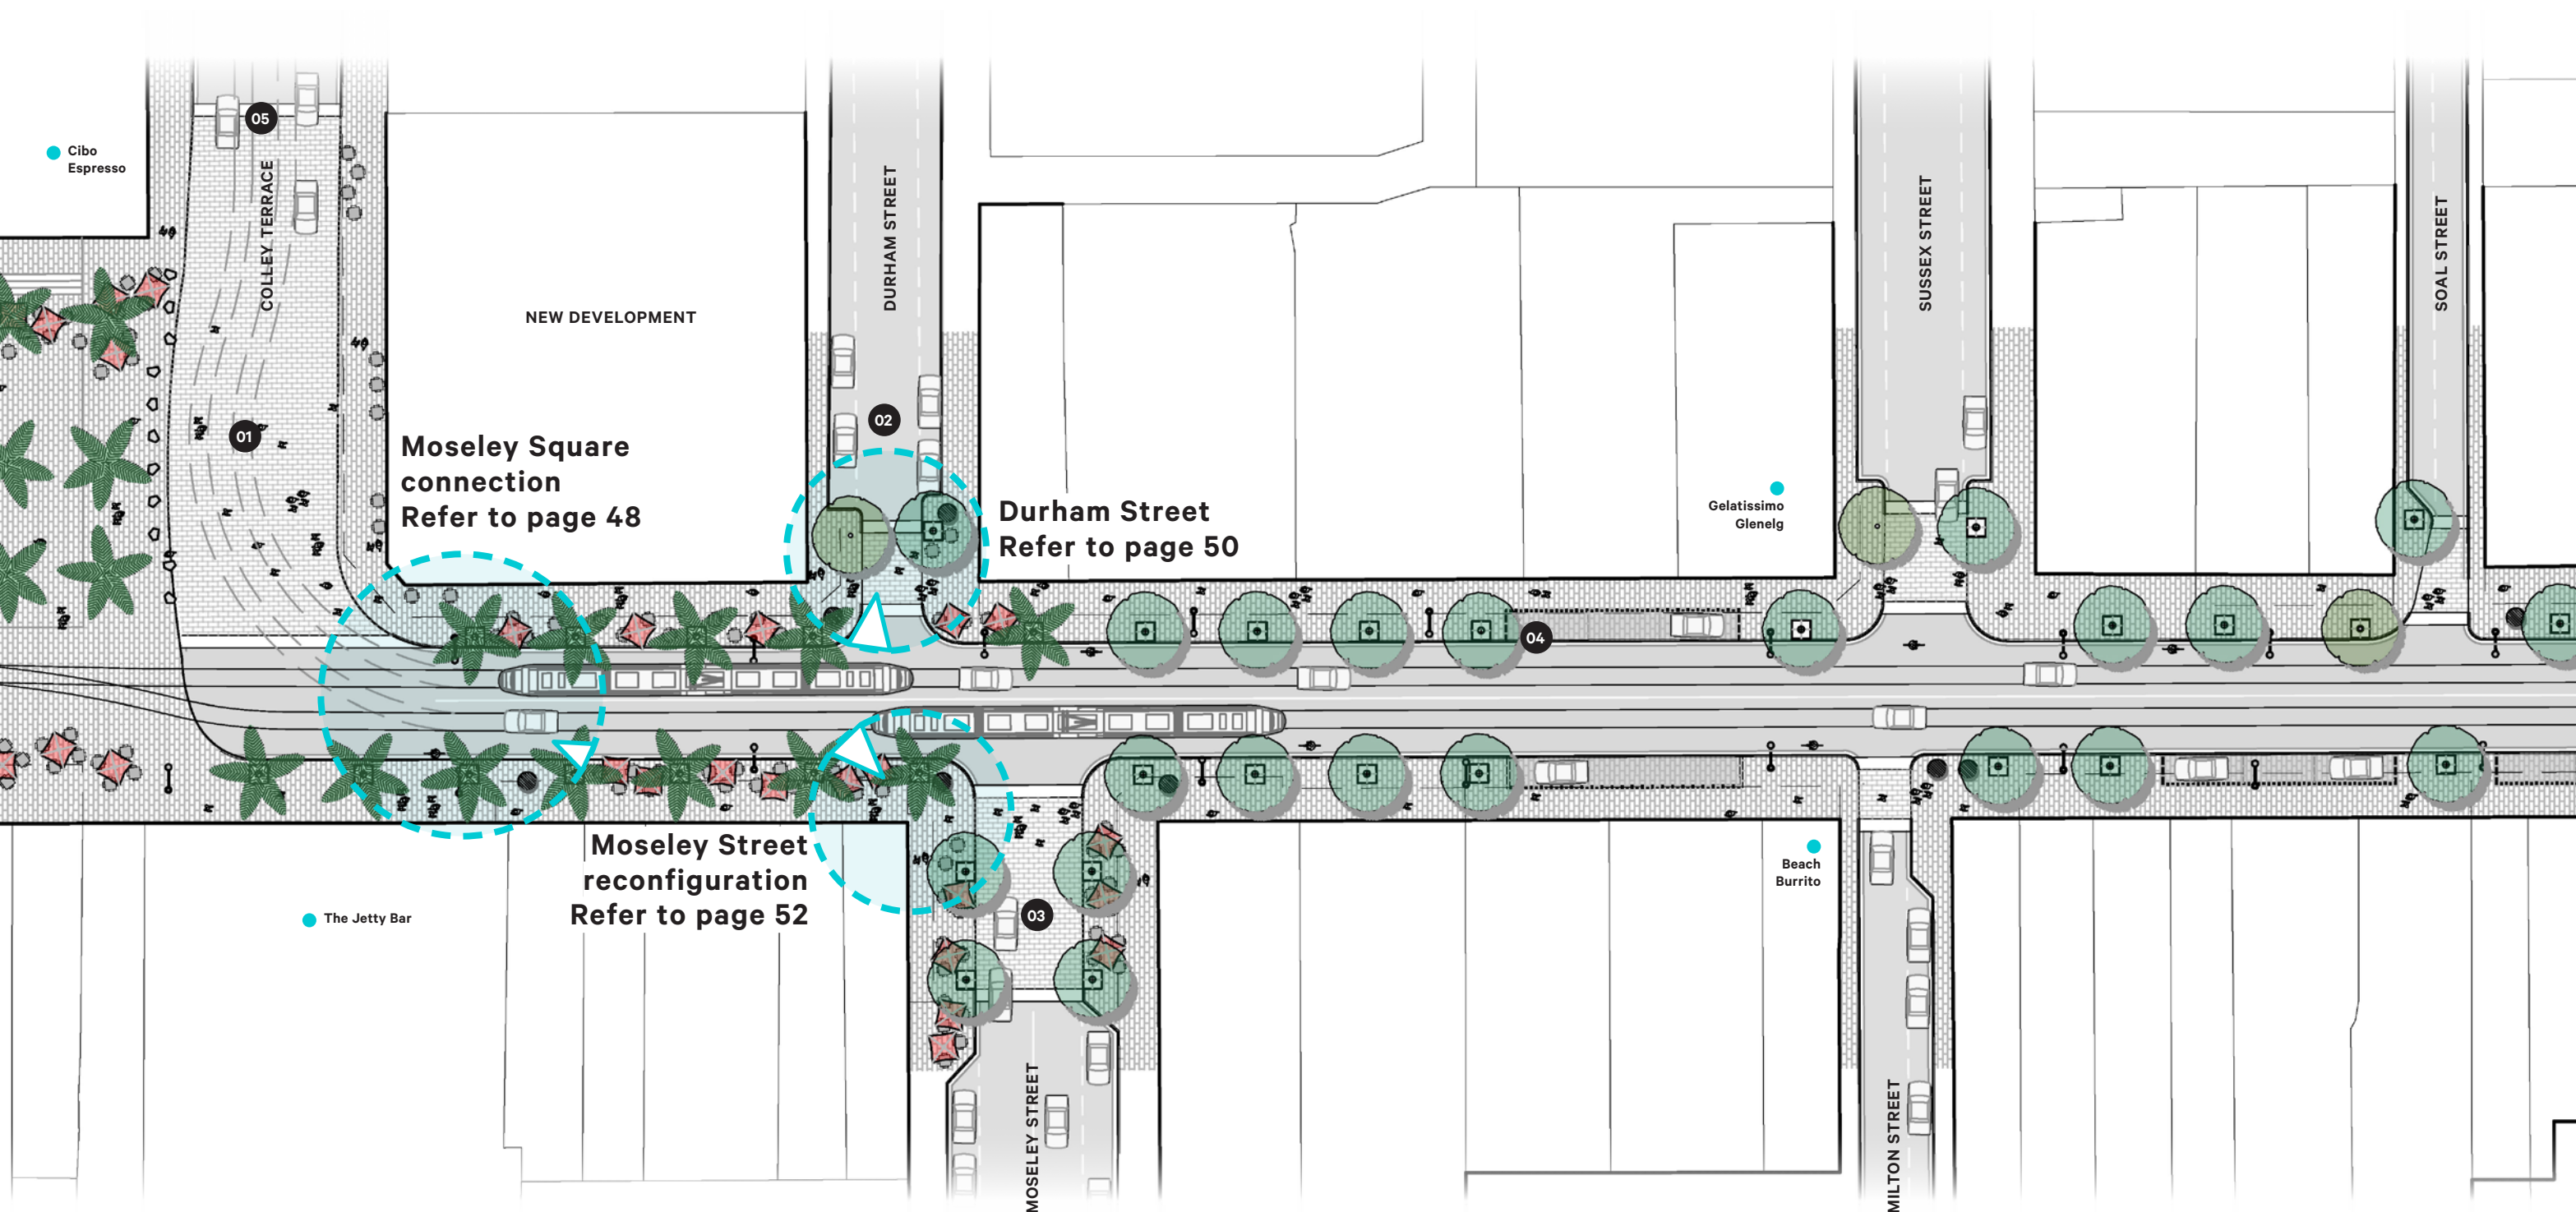 05
Cibo
Espresso
COLLEY TERRACE
DURHAM STREET
SUSSEX STREET
SOAL STREET
NEW DEVELOPMENT
01
02
Moseley Square
connection
Refer to page 48
Durham Street
Refer to page 50
Gelatissimo
Glenelg
04
Moseley Street
reconfiguration
Refer to page 52
Beach
Burrito
The Jetty Bar
03
MOSELEY STREET
MILTON STREET